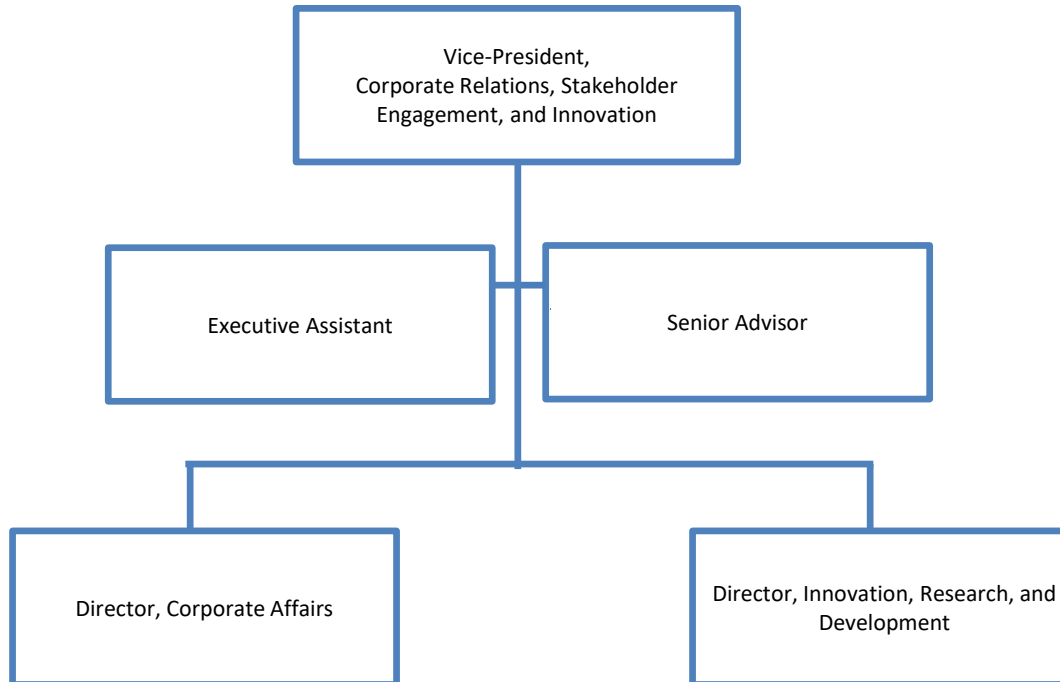 Vice-President,
Corporate Relations, Stakeholder
Engagement, and Innovation
Executive Assistant
Senior Advisor
Director, Corporate Affairs
Director, Innovation, Research, and
Development